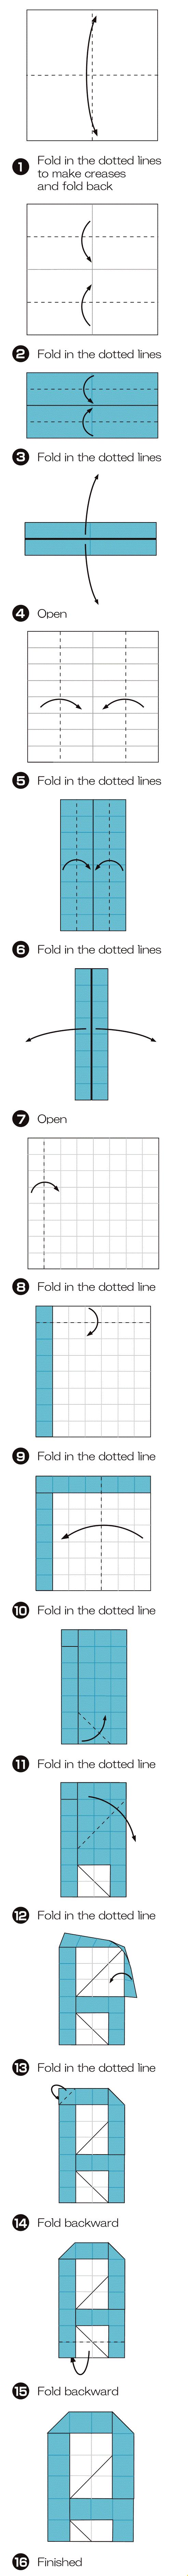 1 Fold in the dotted lines
to make creases
and fold back
2 Fold in the dotted lines
3 Fold in the dotted lines
4 Open
5 Fold in the dotted lines
6 Fold in the dotted lines
7 Open
8 Fold in the dotted line
9 Fold in the dotted line
10 Fold in the dotted line
11 Fold in the dotted line
12 Fold in the dotted line
13 Fold in the dotted line
14 Fold backward
15 Fold backward
16 Finished